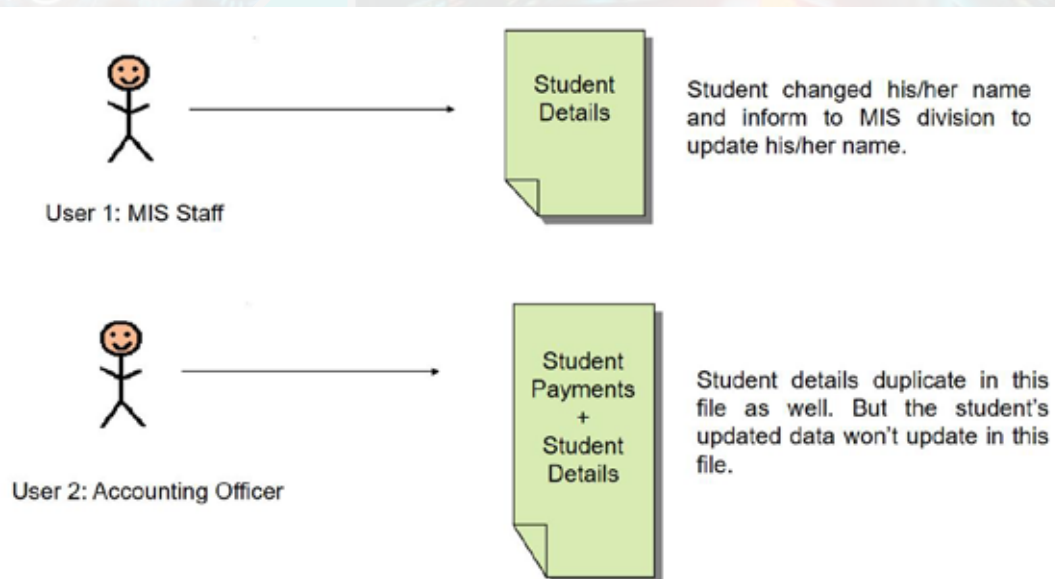 Student
Details
Student changed his/her name
and inform to MIS division to
update his/her name.
User 1: MIS Staff
Student
Payments
+
Student
Details
Student details duplicate in this
file as well. But the student's
updated data won't update in this
file.
User 2: Accounting Officer